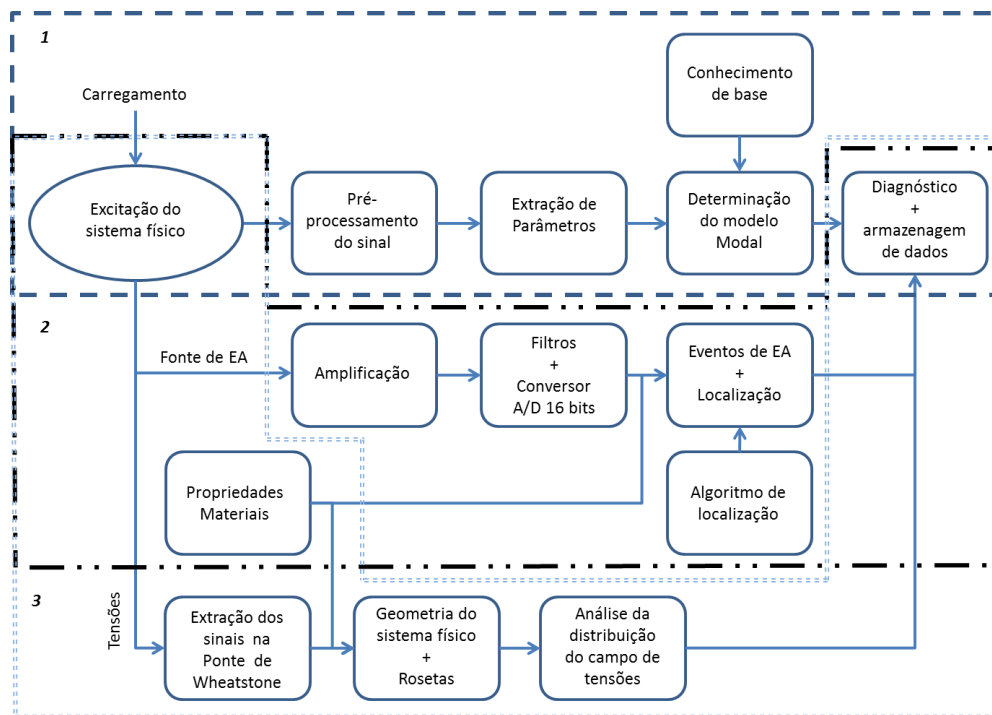 1
Carregamento
Conhecimento
de base
Excitação do
sistema físico
Pré-
processamento
do sinal
Extração de
Parâmetros
Determinação
do modelo
Modal
Diagnóstico
+
armazenagem
de dados
2
Fonte de EA
Amplificação
Filtros
+
Conversor
A/D 16 bits
Eventos de EA
+
Localização
Propriedades
Materiais
Algoritmo de
localização
3
Tensões
Extração dos
sinais na
Ponte de
Wheatstone
Geometria do
sistema físico
+
Rosetas
Análise da
distribuição
do campo de
tensões